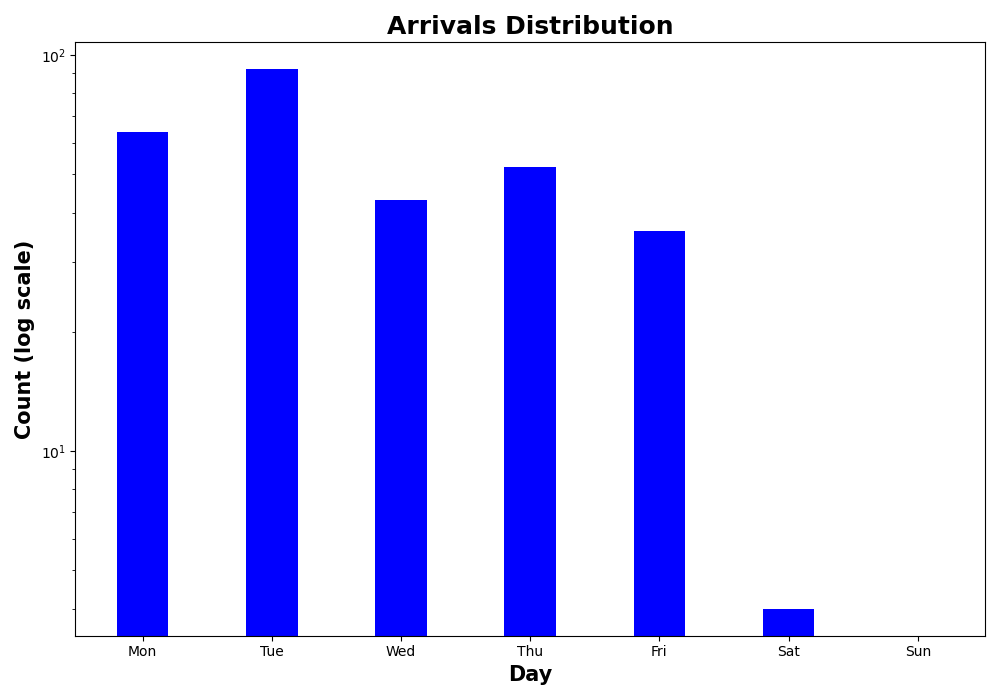 Arrivals Distribution
Count (log scale)
10²
10¹
Mon Tue Wed Thu Fri Sat Sun
Day